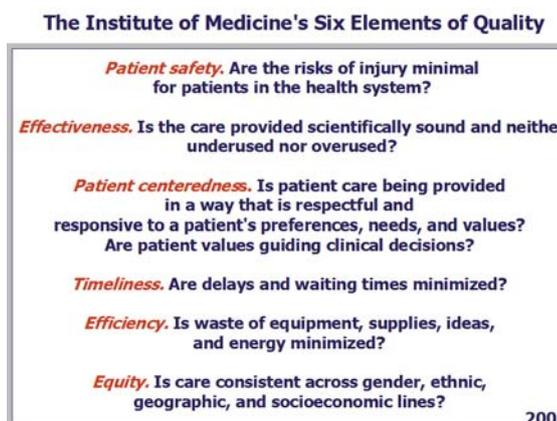 The Institute of Medicine's Six Elements of Quality
Patient safety. Are the risks of injury minimal
for patients in the health system?
Effectiveness. Is the care provided scientifically sound and neithe
underused nor overused?
Patient centeredness. Is patient care being provided
in a way that is respectful and
responsive to a patient's preferences, needs, and values?
Are patient values guiding clinical decisions?
Timeliness. Are delays and waiting times minimized?
Efficiency. Is waste of equipment, supplies, ideas,
and energy minimized?
Equity. Is care consistent across gender, ethnic,
geographic, and socioeconomic lines?
200